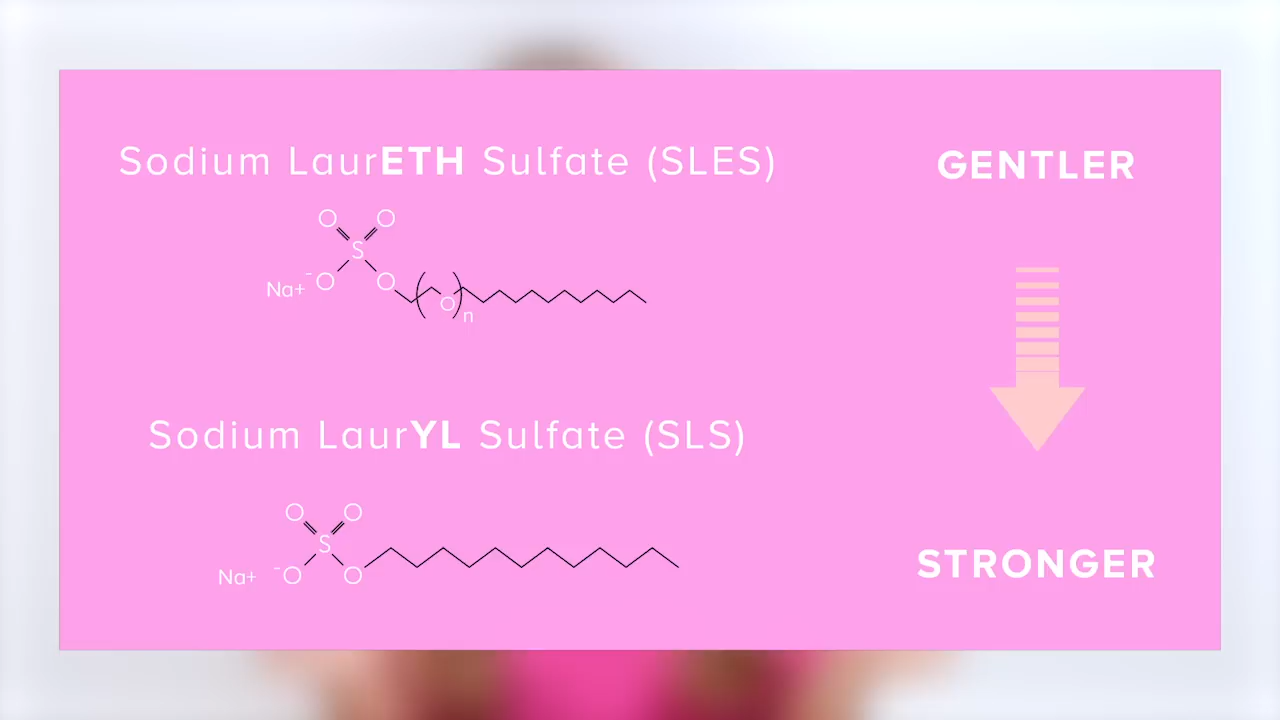 Sodium LaurETH Sulfate (SLES)
GENTLER
O O
S
Na+ ⁻O O
O
n
Sodium LaurYL Sulfate (SLS)
O O
S
Na+ ⁻O O
STRONGER